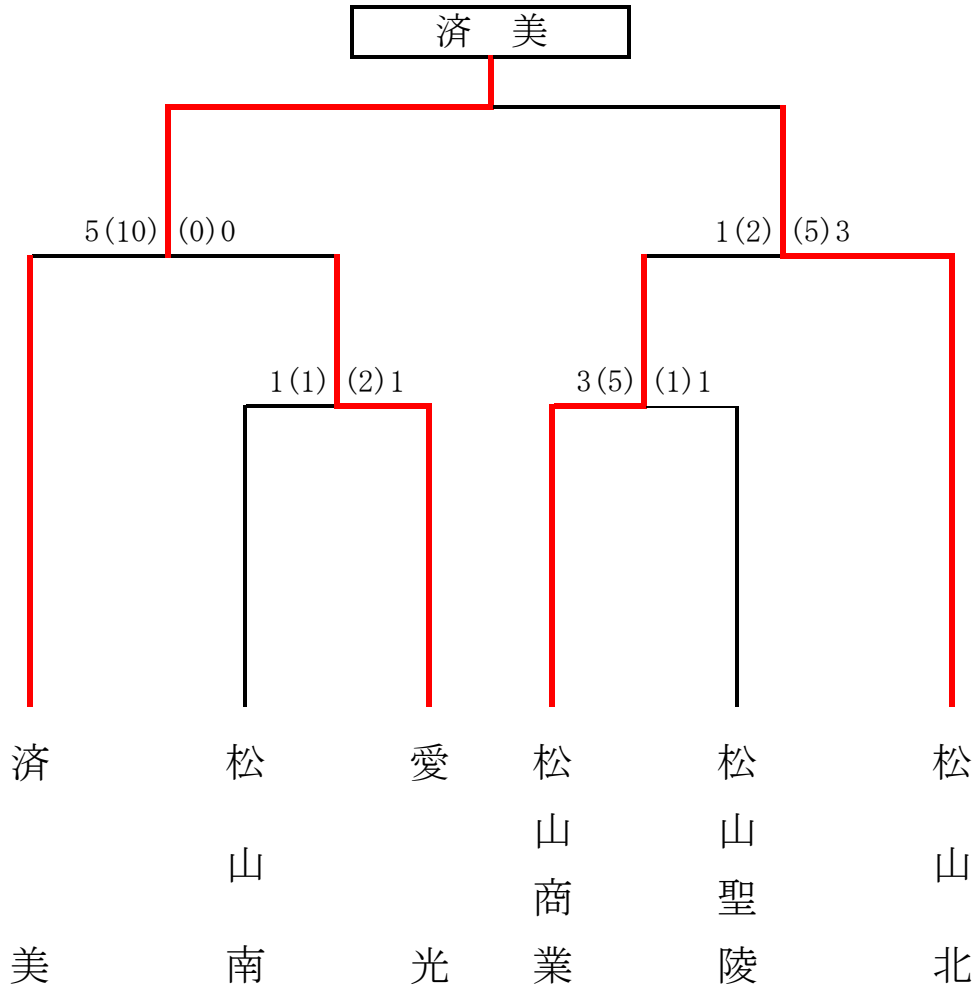 済 美
5(10) (0)0
1(2) (5)3
1(1) (2)1
3(5) (1)1
済美
松山南
愛光
松山商業
松山聖陵
松山北